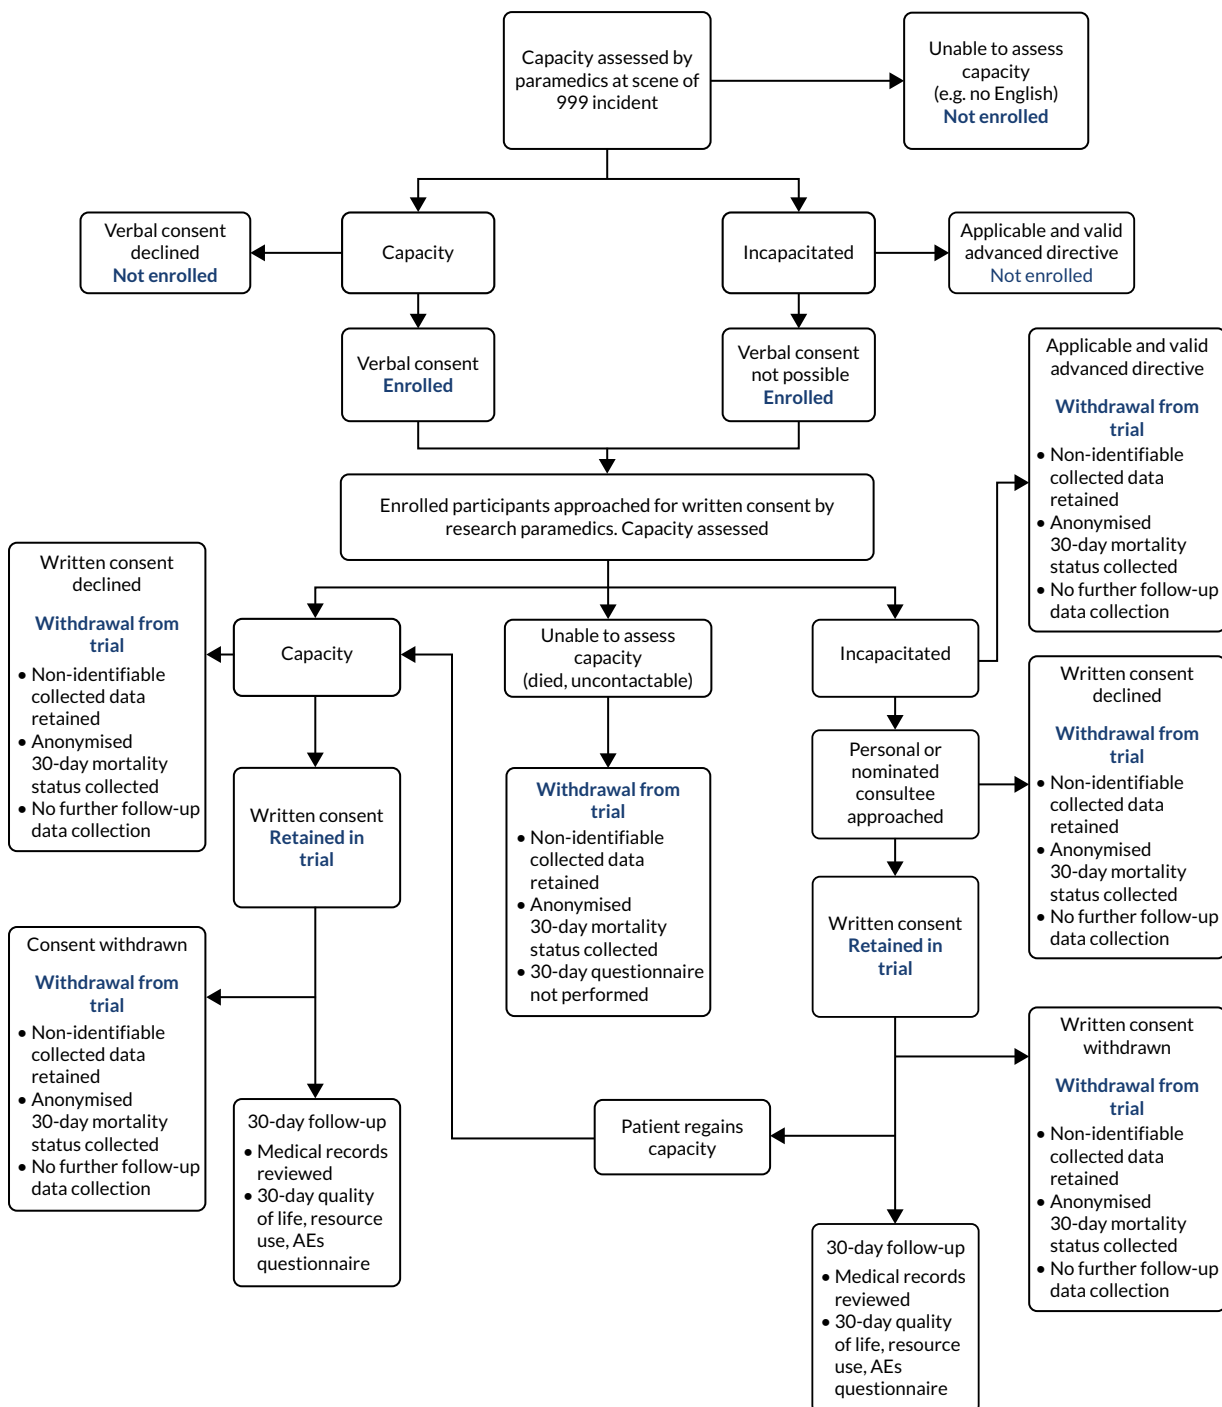 Capacity assessed by
paramedics at scene of
999 incident
Unable to assess
capacity
(e.g. no English)
Not enrolled
Verbal consent
declined
Not enrolled
Capacity
Incapacitated
Applicable and valid
advanced directive
Not enrolled
Verbal consent
Enrolled
Verbal consent
not possible
Enrolled
Applicable and valid
advanced directive
Withdrawal from
trial
• Non-identifiable
collected data
retained
• Anonymised
30-day mortality
status collected
• No further follow-up
data collection
Enrolled participants approached for written consent by
research paramedics. Capacity assessed
Written consent
declined
Withdrawal from
trial
• Non-identifiable
collected data
retained
• Anonymised
30-day mortality
status collected
• No further follow-up
data collection
Capacity
Unable to assess
capacity
(died, uncontactable)
Incapacitated
Written consent
declined
Withdrawal from
trial
• Non-identifiable
collected data
retained
• Anonymised
30-day mortality
status collected
• No further follow-up
data collection
Personal or
nominated
consultee
approached
Written consent
Retained in
trial
Withdrawal from
trial
• Non-identifiable
collected data
retained
• Anonymised
30-day mortality
status collected
• 30-day questionnaire
not performed
Written consent
Retained in
trial
Consent withdrawn
Withdrawal from
trial
• Non-identifiable
collected data
retained
• Anonymised
30-day mortality
status collected
• No further follow-up
data collection
Written consent
withdrawn
Withdrawal from
trial
• Non-identifiable
collected data
retained
• Anonymised
30-day mortality
status collected
• No further follow-up
data collection
30-day follow-up
• Medical records
reviewed
• 30-day quality
of life, resource
use, AEs
questionnaire
Patient regains
capacity
30-day follow-up
• Medical records
reviewed
• 30-day quality
of life, resource
use, AEs
questionnaire